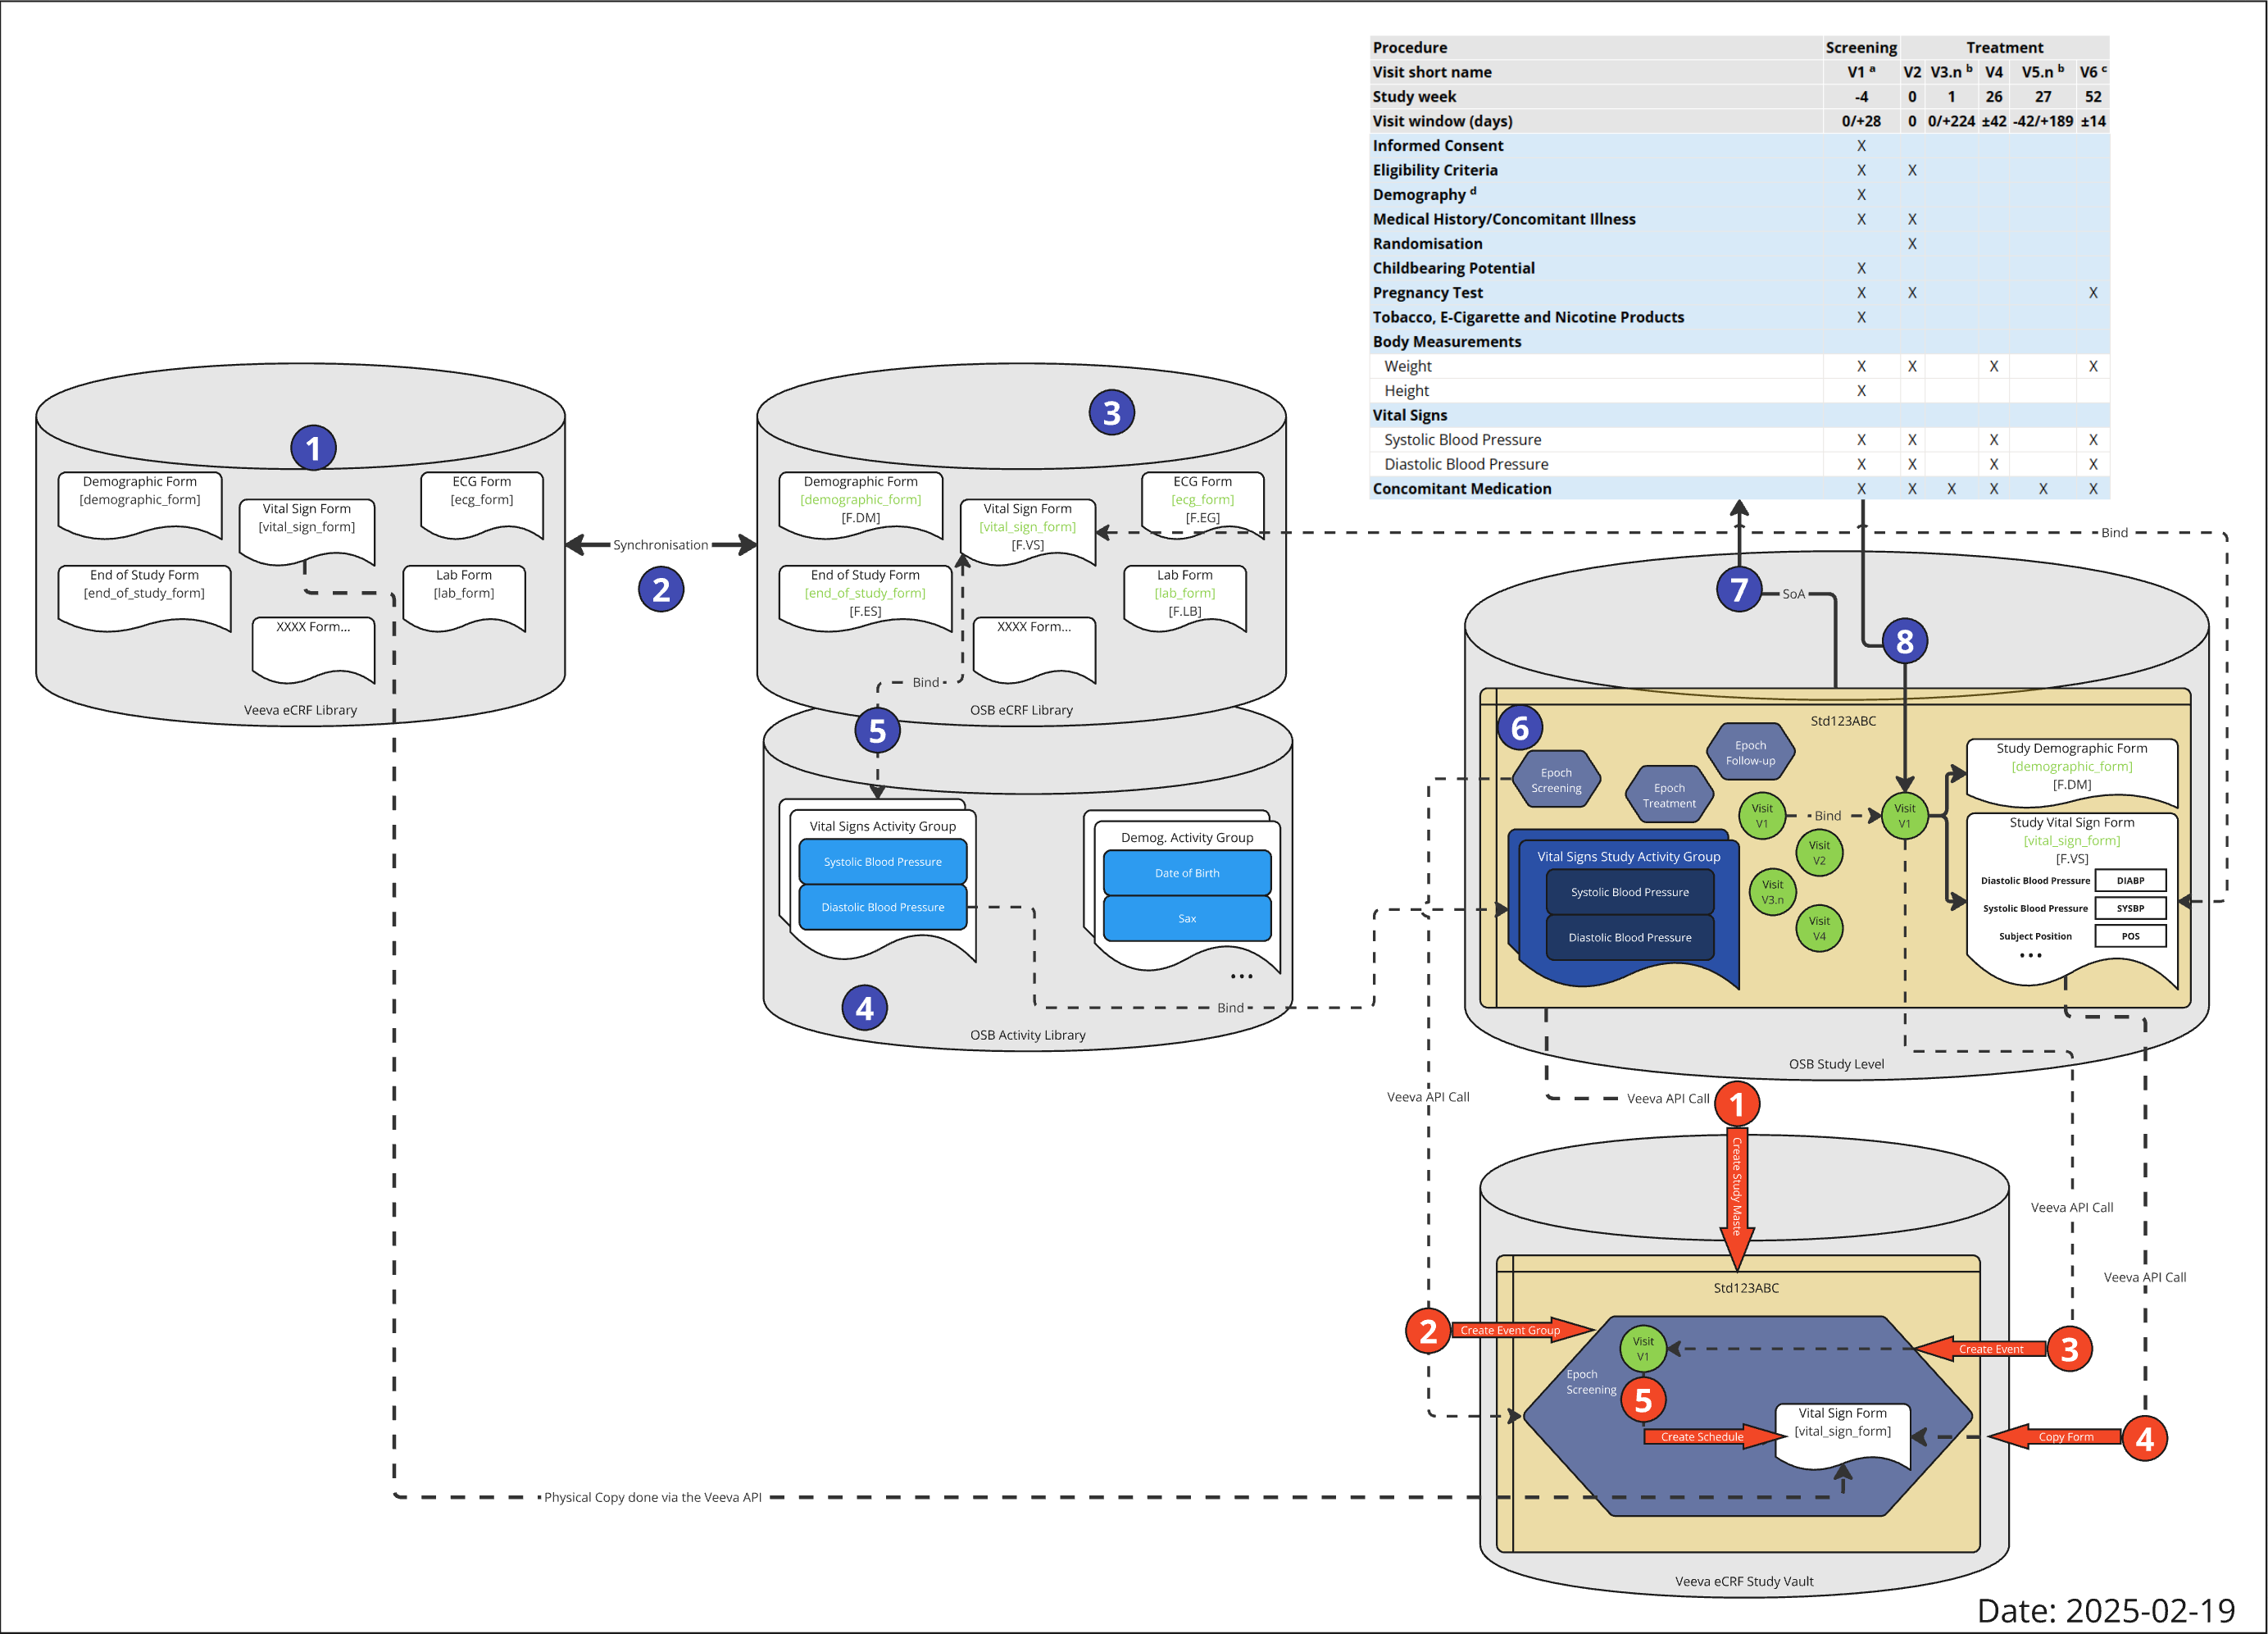 Procedure Screening Treatment
Visit short name V1 a V2 V3.n b V4 V5.n b V6 c
Study week -4 0 1 26 27 52
Visit window (days) 0/+28 0 0/+224 ±42 -42/+189 ±14
Informed Consent X
Eligibility Criteria X X
Demography d X
Medical History/Concomitant Illness X X
Randomisation X
Childbearing Potential X
Pregnancy Test X X X
Tobacco, E-Cigarette and Nicotine Products X
Body Measurements
Weight X X X X
Height X
Vital Signs
Systolic Blood Pressure X X X X
Diastolic Blood Pressure X X X X
Concomitant Medication X X X X X X
1
Demographic Form
[demographic_form]
Vital Sign Form
[vital_sign_form]
ECG Form
[ecg_form]
End of Study Form
[end_of_study_form]
Lab Form
[lab_form]
XXXX Form...
Veeva eCRF Library
Synchronisation
2
3
Demographic Form
[demographic_form]
[F.DM]
Vital Sign Form
[vital_sign_form]
[F.VS]
ECG Form
[ecg_form]
[F.EG]
End of Study Form
[end_of_study_form]
[F.ES]
Lab Form
[lab_form]
[F.LB]
XXXX Form...
Bind
OSB eCRF Library
5
Vital Signs Activity Group
Systolic Blood Pressure
Diastolic Blood Pressure
Demog. Activity Group
Date of Birth
Sax
...
4
Bind
OSB Activity Library
Bind
7
SoA
8
6
Std123ABC
Epoch
Screening
Epoch
Treatment
Epoch
Follow-up
Visit
V1
Bind
Visit
V1
Visit
V2
Visit
V3.n
Visit
V4
Vital Signs Study Activity Group
Systolic Blood Pressure
Diastolic Blood Pressure
Study Demographic Form
[demographic_form]
[F.DM]
Study Vital Sign Form
[vital_sign_form]
[F.VS]
Diastolic Blood Pressure DIABP
Systolic Blood Pressure SYSBP
Subject Position POS
...
OSB Study Level
Veeva API Call
Veeva API Call
1
Create Study Maste
Veeva API Call
Veeva API Call
Std123ABC
2
Create Event Group
Visit
V1
Create Event
3
Epoch
Screening
5
Create Schedule
Vital Sign Form
[vital_sign_form]
Copy Form
4
Physical Copy done via the Veeva API
Veeva eCRF Study Vault
Date: 2025-02-19